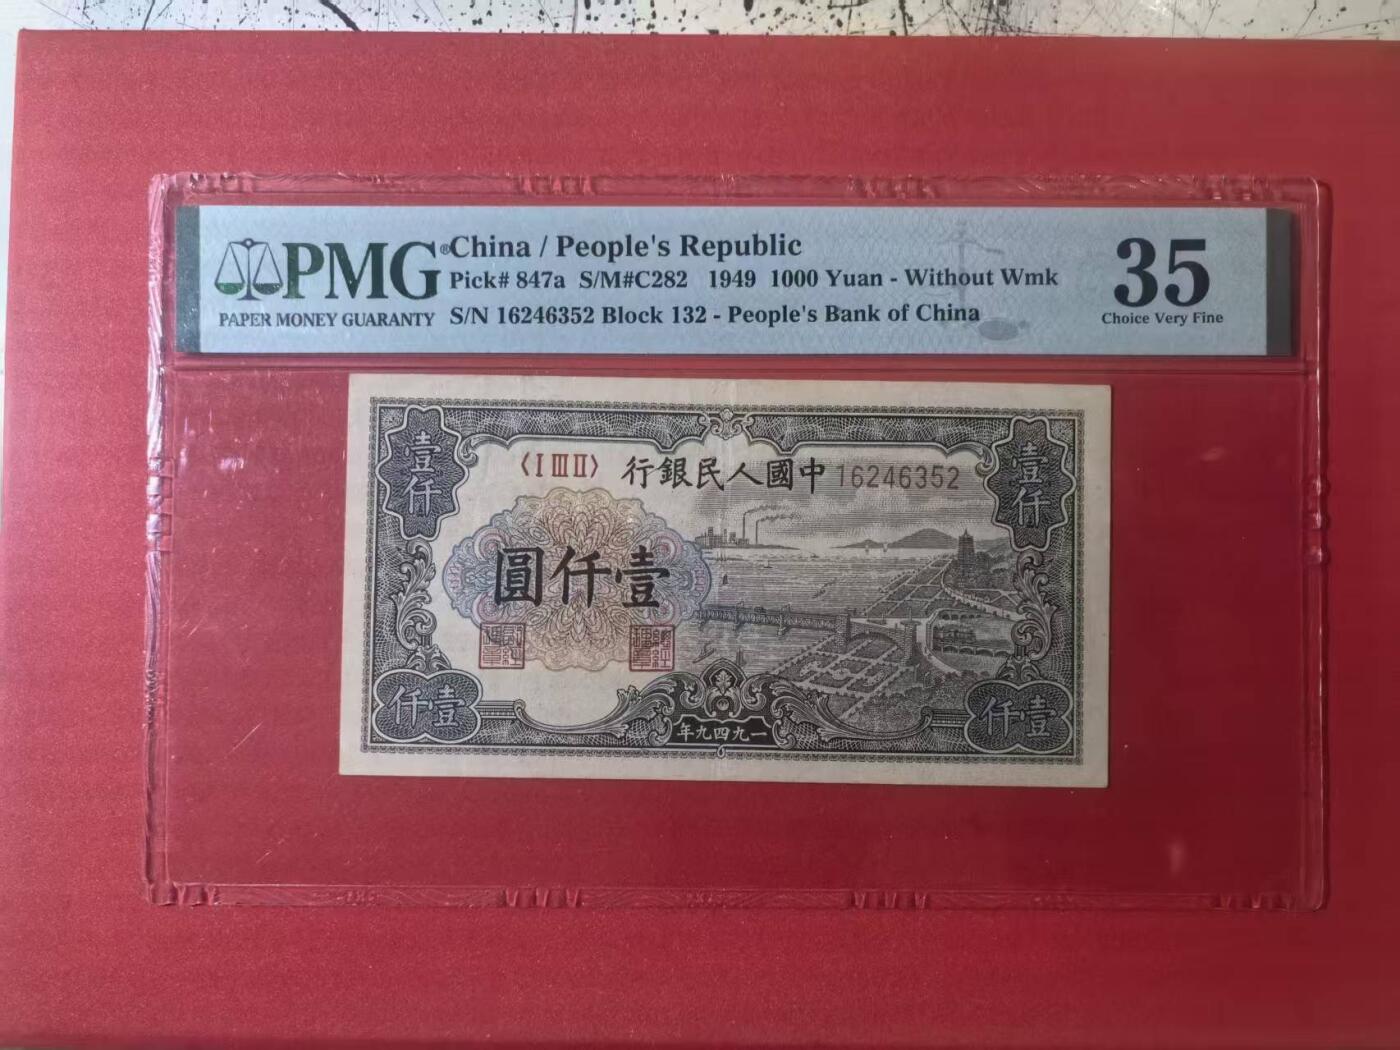 PMG®
PAPER MONEY GUARANTY
China / People's Republic
Pick# 847a S/M#C282 1949 1000 Yuan - Without Wmk
S/N 16246352 Block 132 - People's Bank of China
35
Choice Very Fine
壹仟
壹仟
〈I III II〉
行銀民人國中
16246352
圓仟壹
仟壹
仟壹
年九四九一